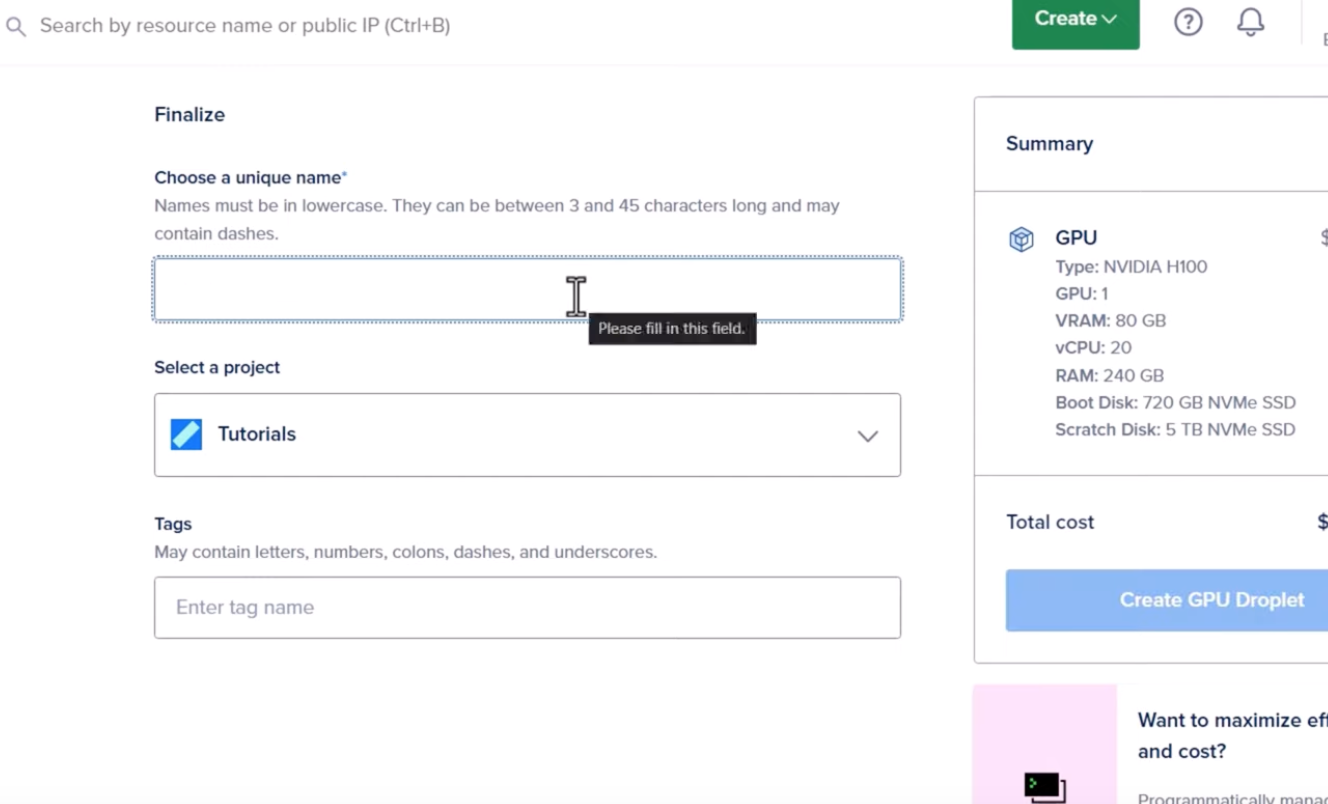 Search by resource name or public IP (Ctrl+B)
Create
Finalize
Choose a unique name*
Names must be in lowercase. They can be between 3 and 45 characters long and may
contain dashes.
Please fill in this field.
Select a project
Tutorials
Tags
May contain letters, numbers, colons, dashes, and underscores.
Enter tag name
Summary
GPU
$
Type: NVIDIA H100
GPU: 1
VRAM: 80 GB
vCPU: 20
RAM: 240 GB
Boot Disk: 720 GB NVMe SSD
Scratch Disk: 5 TB NVMe SSD
Total cost
$
Create GPU Droplet
Want to maximize
and cost?
Programmatically